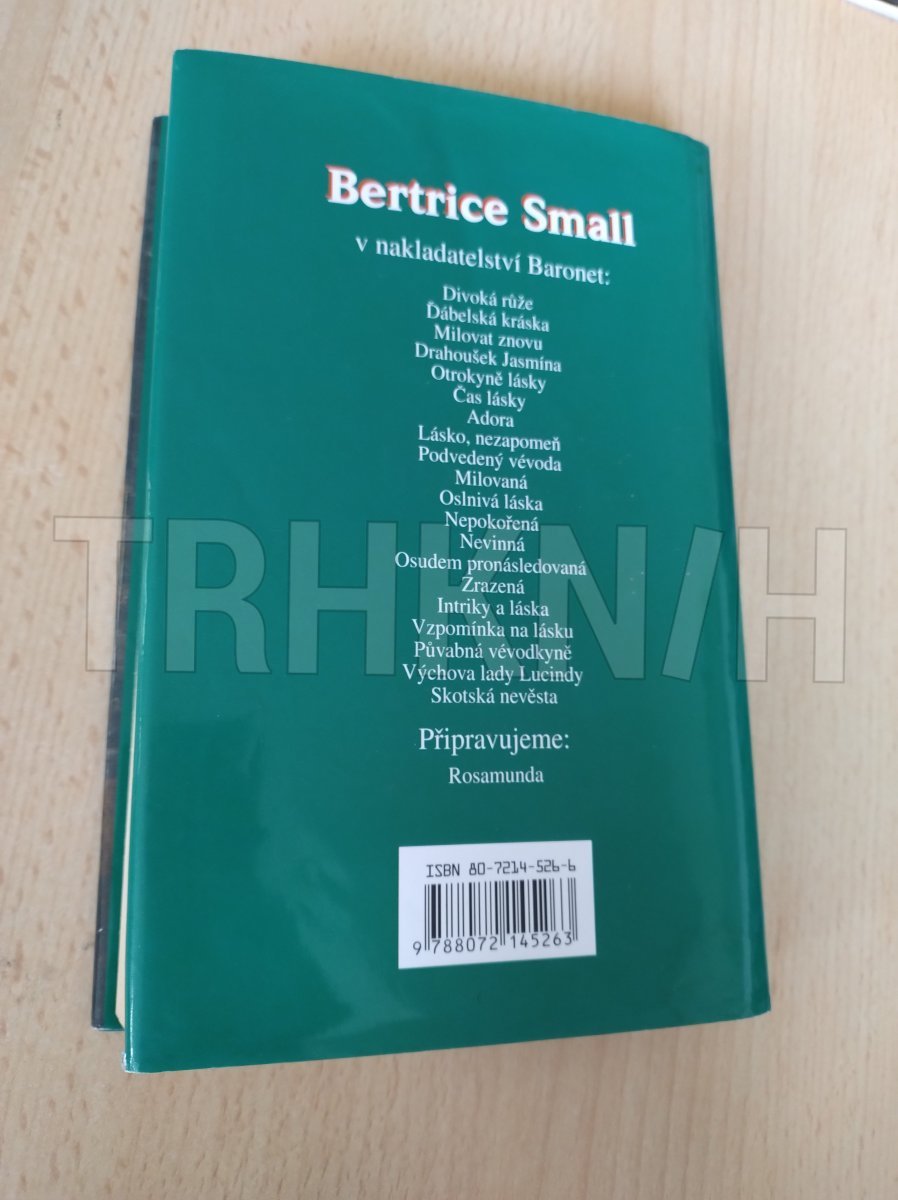 Bertrice Small
v nakladatelství Baronet:
Divoká růže
Ďábelská kráska
Milovat znovu
Drahoušek Jasmína
Otrokyně lásky
Čas lásky
Adora
Lásko, nezapomeň
Podvedený vévoda
Milovaná
Oslnivá láska
Nepokořená
Nevinná
Osudem pronásledovaná
Zrazená
Intriky a láska
Vzpomínka na lásku
Půvabná vévodkyně
Výchova lady Lucindy
Skotská nevěsta
Připravujeme:
Rosamunda
ISBN 80-7214-526-6
9 788072 145263
TRHKNIH